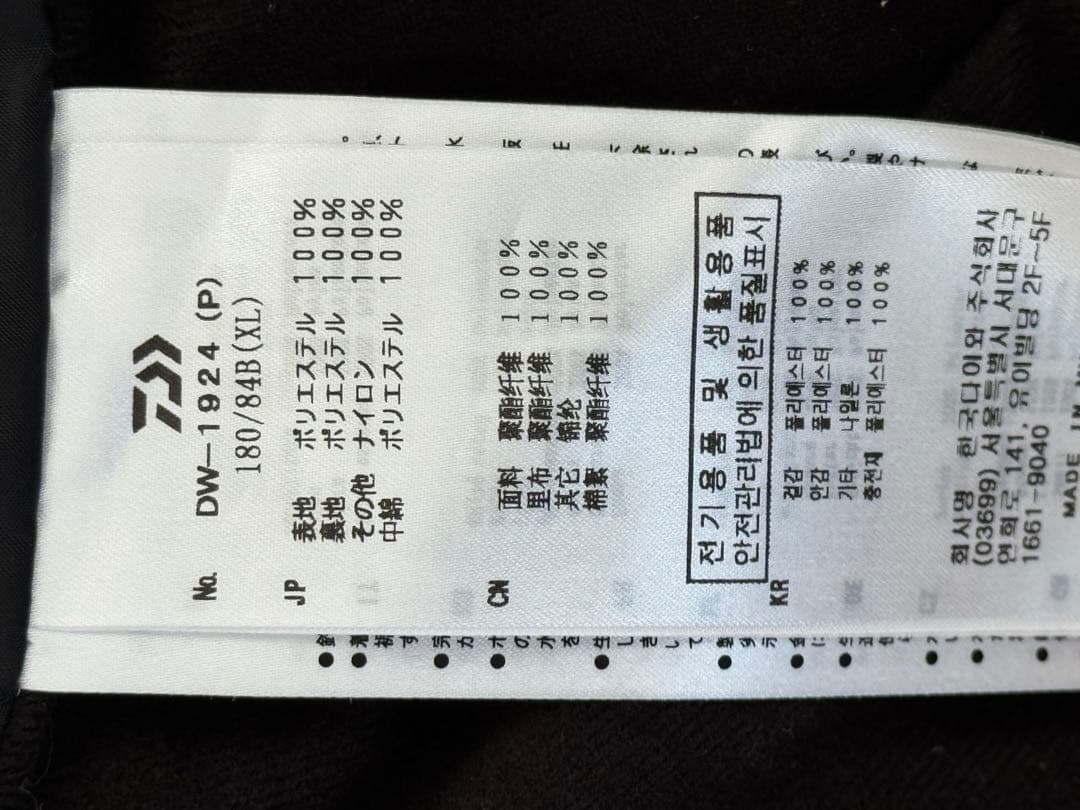 No. DW-1924 (P)
180/84B(XL)
JP
表地 ポリエステル 100%
裏地 ポリエステル 100%
その他 ナイロン 100%
中綿 ポリエステル 100%
CN
面料 聚酯纤维 100%
里布 聚酯纤维 100%
其它 锦纶 100%
棉絮 聚酯纤维 100%
전기용품 및 생활용품
안전관리법에 의한 품질표시
KR
겉감 폴리에스터 100%
안감 폴리에스터 100%
기타 나일론 100%
충전재 폴리에스터 100%
회사명 한국다이와 주식회사
(03699) 서울특별시 서대문구
연희로 141, 유이빌딩 2F~5F
1661-9040
MADE IN